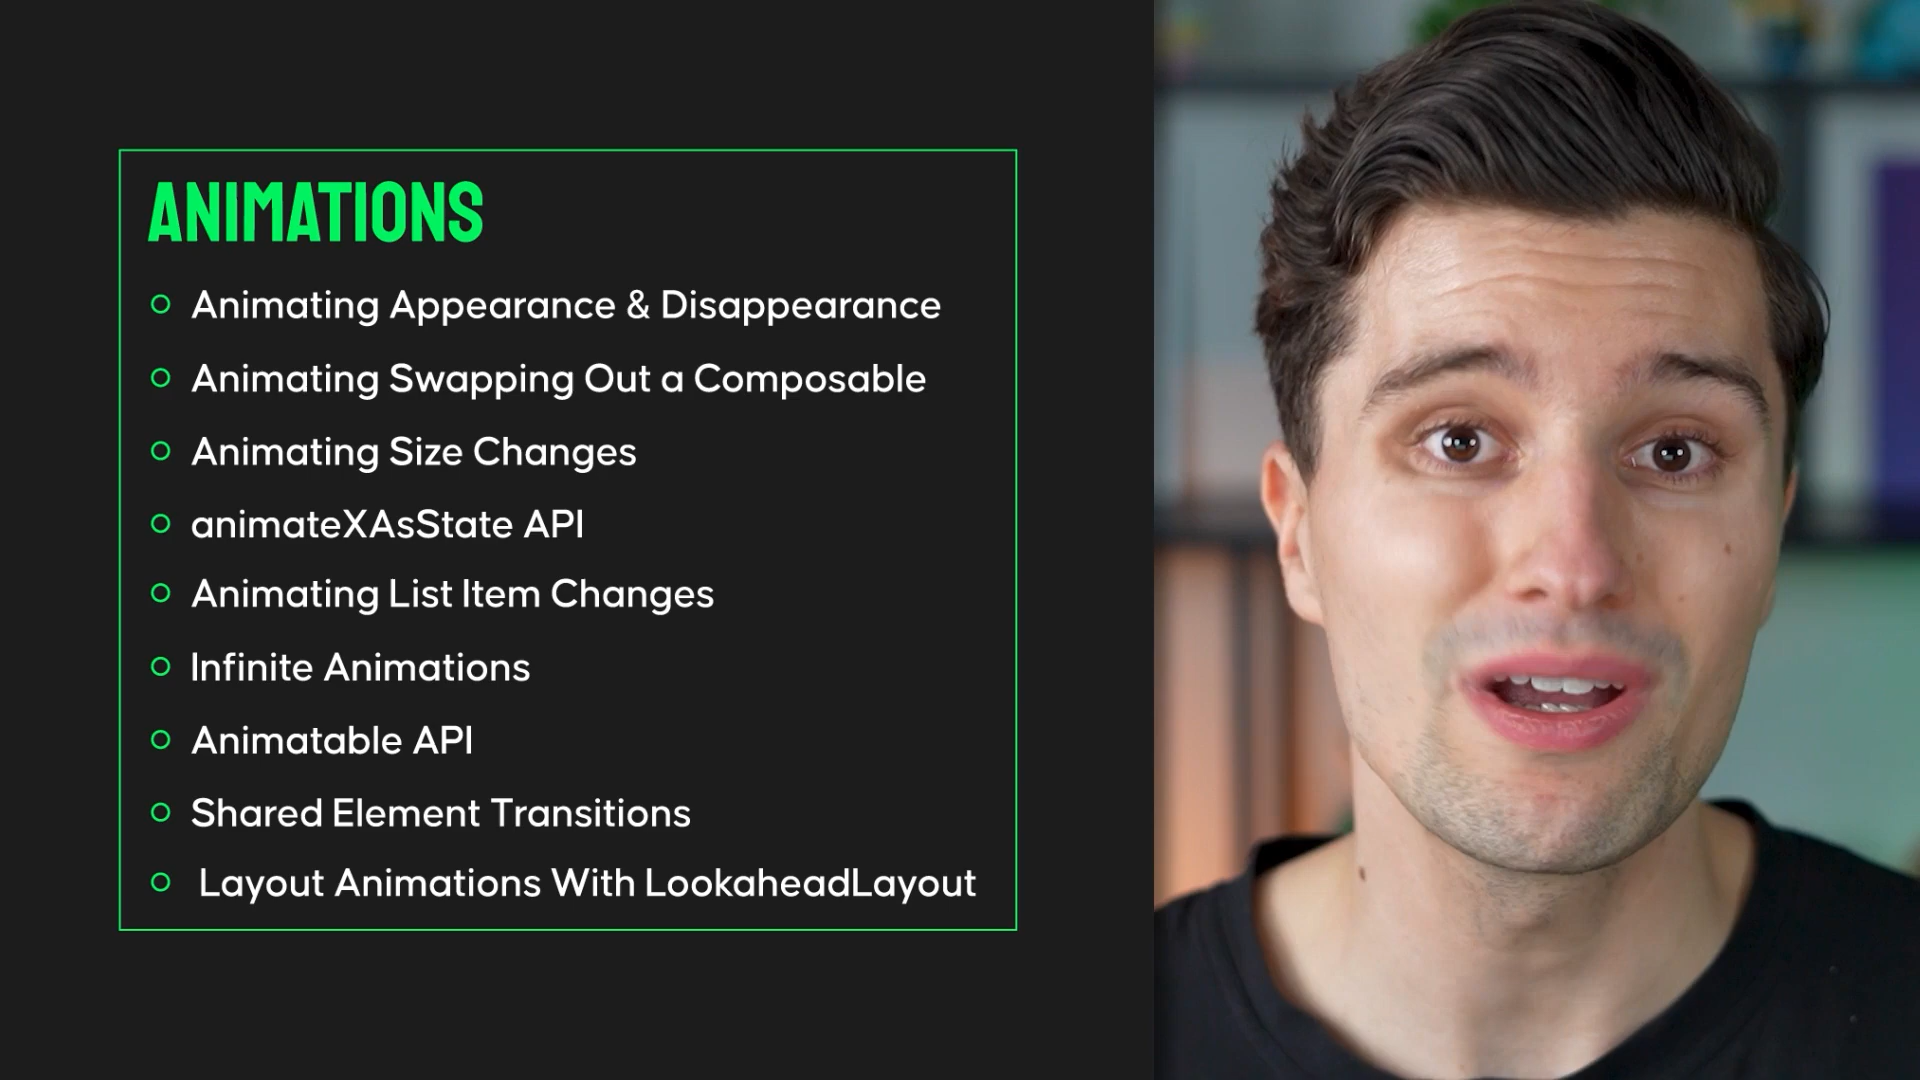 ANIMATIONS
Animating Appearance & Disappearance
Animating Swapping Out a Composable
Animating Size Changes
animateXAsState API
Animating List Item Changes
Infinite Animations
Animatable API
Shared Element Transitions
Layout Animations With LookaheadLayout